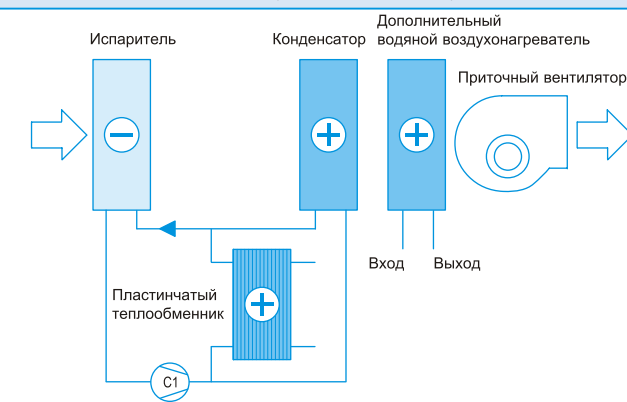 Дополнительный
Испаритель
Конденсатор
водяной воздухонагреватель
Приточный вентилятор
Вход
Выход
Пластинчатый
теплообменник
C1